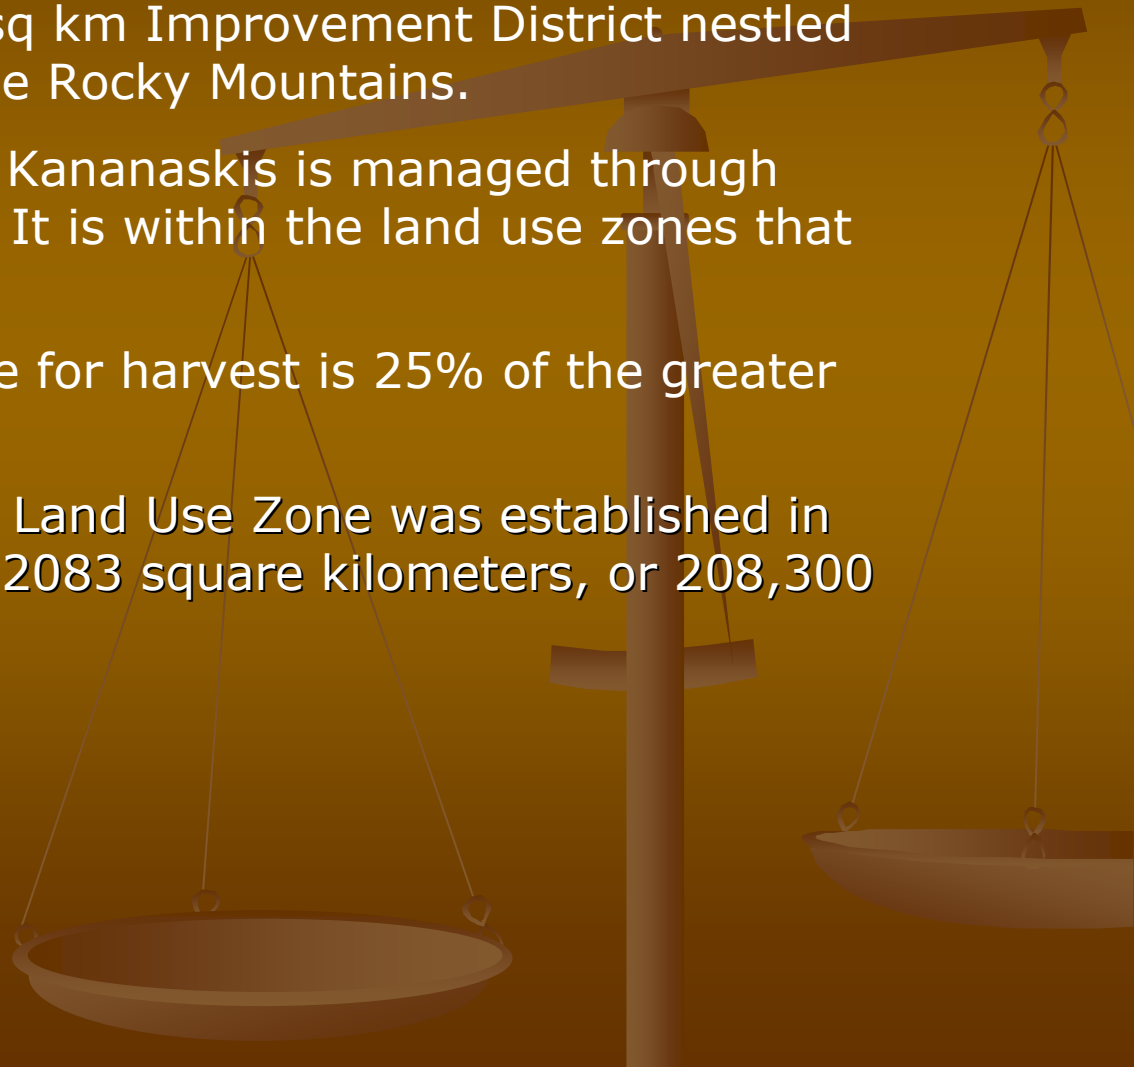 sq km Improvement District nestled
e Rocky Mountains.
Kananaskis is managed through
It is within the land use zones that
e for harvest is 25% of the greater
Land Use Zone was established in
2083 square kilometers, or 208,300